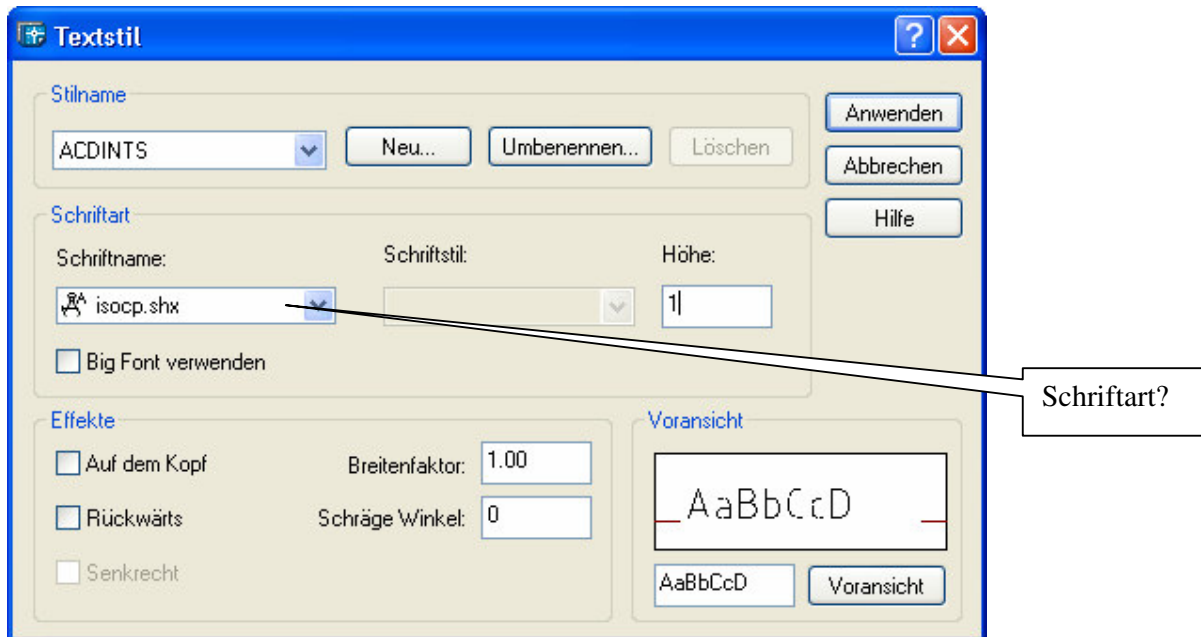 Textstil
Stilname
ACDINTS
Neu...
Umbenennen...
Löschen
Anwenden
Abbrechen
Hilfe
Schriftart
Schriftname:
Schriftstil:
Höhe:
isocp.shx
1
Big Font verwenden
Schriftart?
Effekte
Auf dem Kopf
Breitenfaktor: 1.00
Rückwärts
Schräge Winkel: 0
Senkrecht
Voransicht
AaBbCcD
AaBbCcD
Voransicht